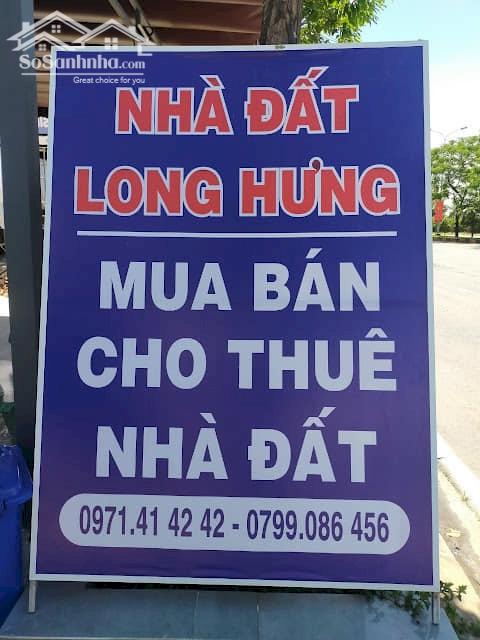 SoSanhnha.com
Great choice for you
NHÀ ĐẤT
LONG HƯNG
MUA BÁN
CHO THUÊ
NHÀ ĐẤT
0971.41 42 42 - 0799.086 456